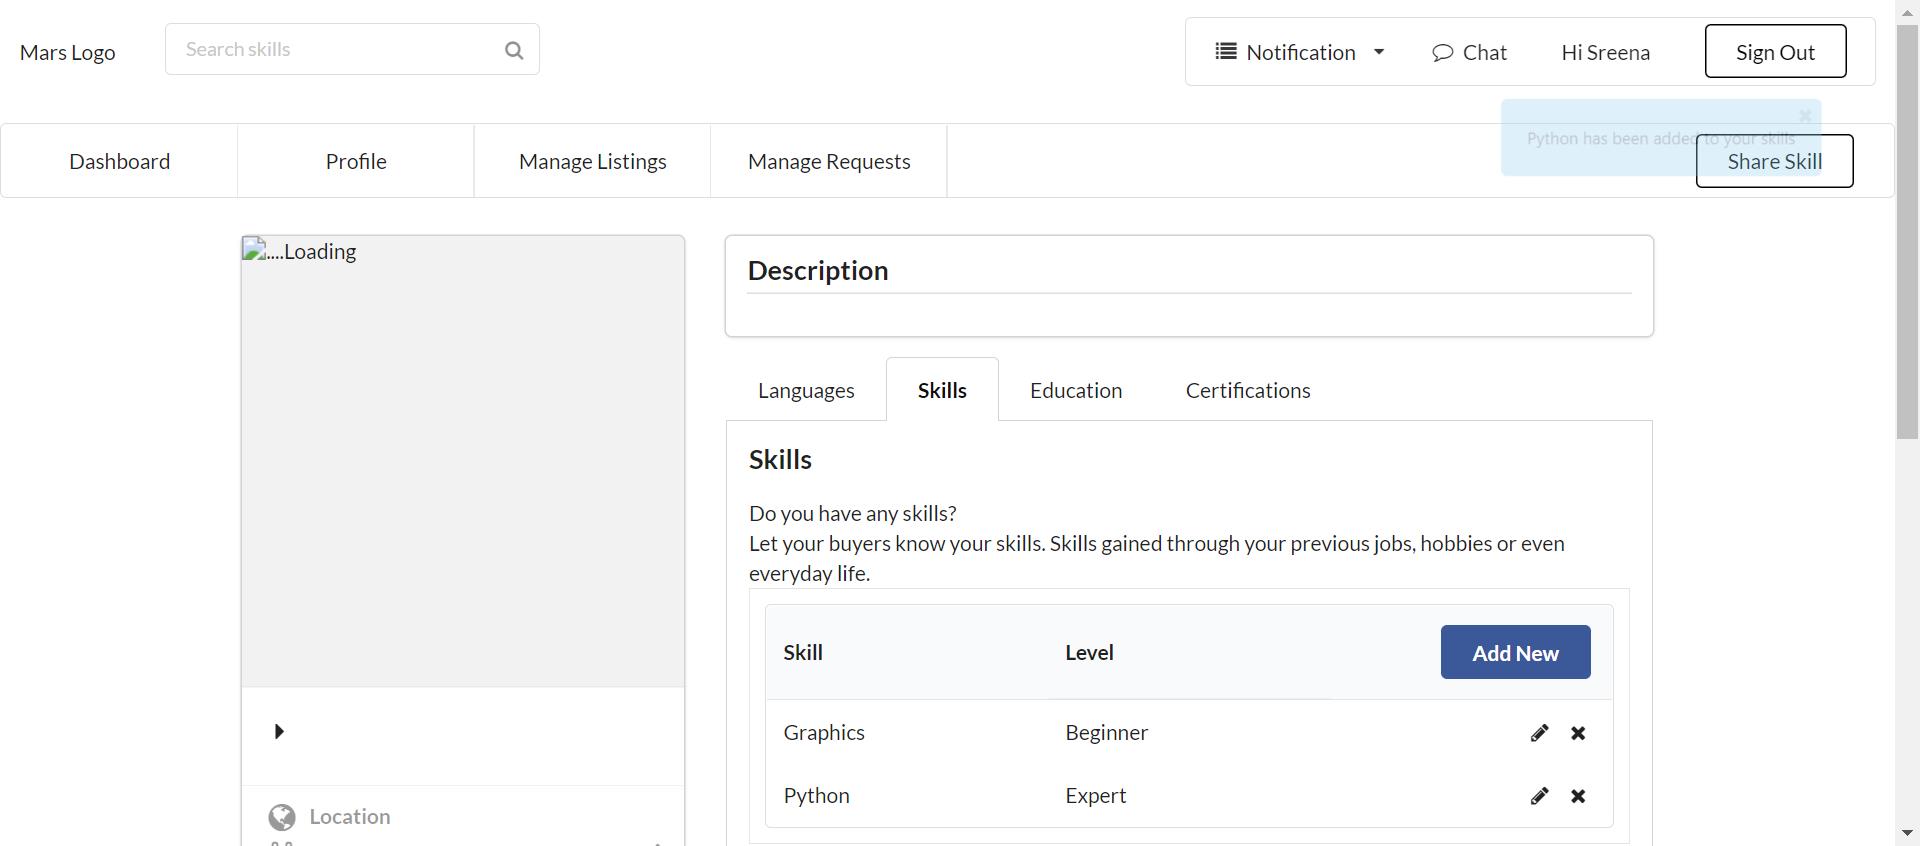 Mars Logo
Search skills
Notification
Chat
Hi Sreena
Sign Out
Python has been added to your skills
Dashboard
Profile
Manage Listings
Manage Requests
Share Skill
....Loading
Description
Languages
Skills
Education
Certifications
Skills
Do you have any skills?
Let your buyers know your skills. Skills gained through your previous jobs, hobbies or even
everyday life.
Skill
Level
Add New
Graphics
Beginner
Python
Expert
Location